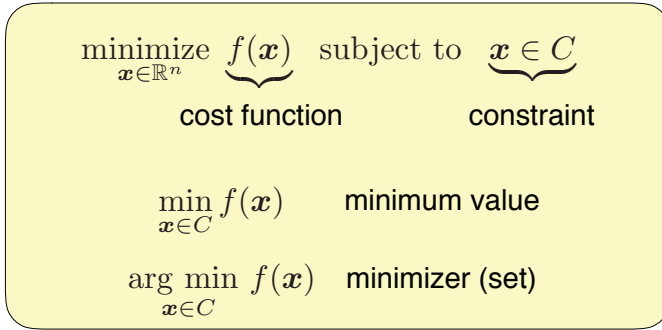 minimize f(x) subject to x ∈ C
x∈ℝⁿ
cost function constraint
min f(x) minimum value
x∈C
arg min f(x) minimizer (set)
x∈C